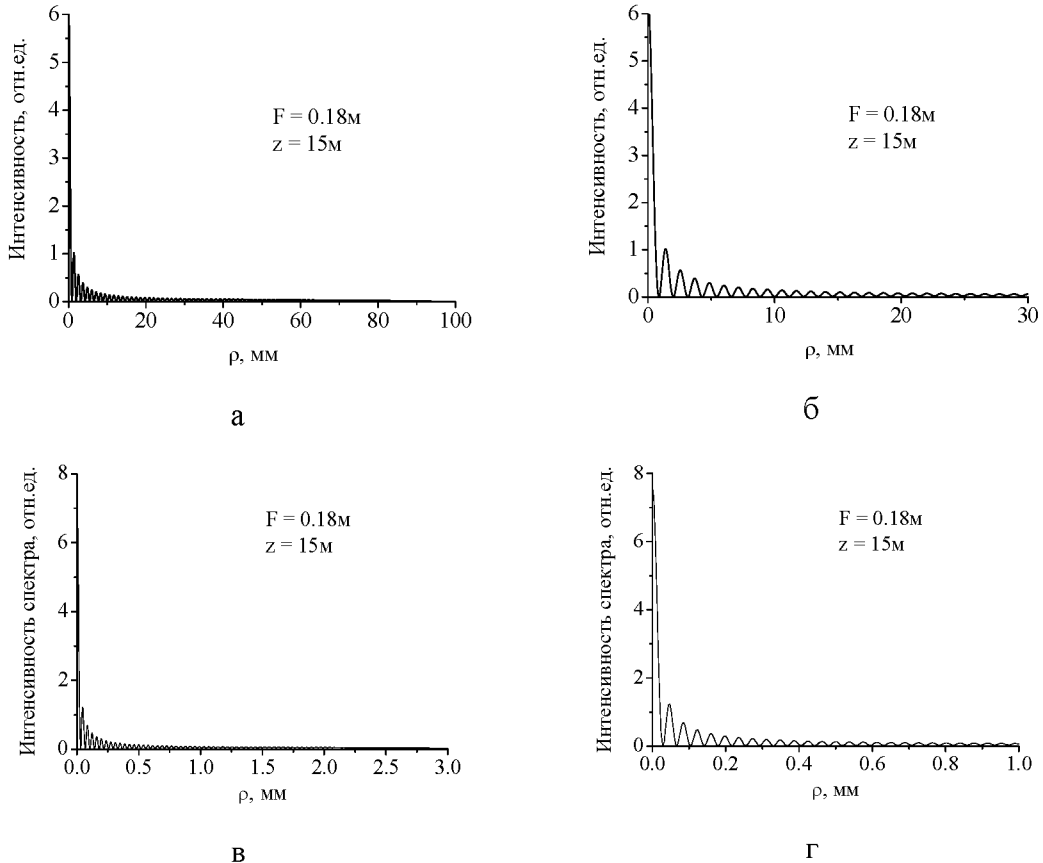 Интенсивность, отн.ед.
6
5
4
3
2
1
0
F = 0.18м
z = 15м
0 20 40 60 80 100
ρ, мм
а
Интенсивность, отн.ед.
6
5
4
3
2
1
0
F = 0.18м
z = 15м
0 10 20 30
ρ, мм
б
Интенсивность спектра, отн.ед.
8
6
4
2
0
F = 0.18м
z = 15м
0.0 0.5 1.0 1.5 2.0 2.5 3.0
ρ, мм
в
Интенсивность спектра, отн.ед.
8
6
4
2
0
F = 0.18м
z = 15м
0.0 0.2 0.4 0.6 0.8 1.0
ρ, мм
г